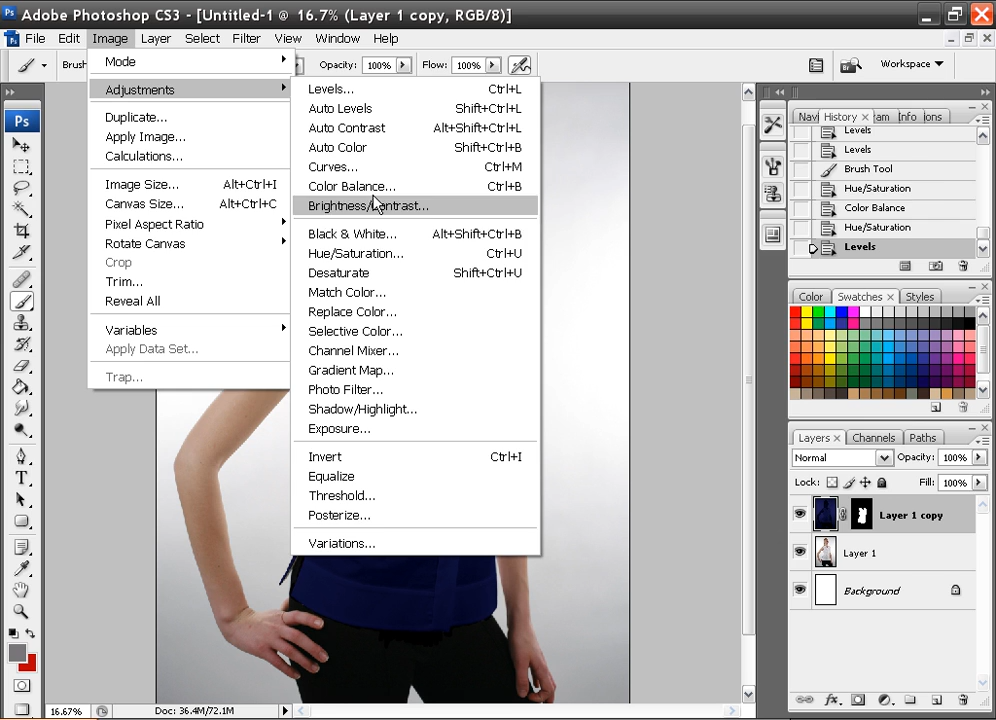 Adobe Photoshop CS3 - [Untitled-1 @ 16.7% (Layer 1 copy, RGB/8)]
File Edit Image Layer Select Filter View Window Help
Brush Opacity: 100% Flow: 100% Workspace
Mode
Adjustments
Duplicate...
Apply Image...
Calculations...
Image Size... Alt+Ctrl+I
Canvas Size... Alt+Ctrl+C
Pixel Aspect Ratio
Rotate Canvas
Crop
Trim...
Reveal All
Variables
Apply Data Set...
Trap...
Levels... Ctrl+L
Auto Levels Shift+Ctrl+L
Auto Contrast Alt+Shift+Ctrl+L
Auto Color Shift+Ctrl+B
Curves... Ctrl+M
Color Balance... Ctrl+B
Brightness/Contrast...
Black & White... Alt+Shift+Ctrl+B
Hue/Saturation... Ctrl+U
Desaturate Shift+Ctrl+U
Match Color...
Replace Color...
Selective Color...
Channel Mixer...
Gradient Map...
Photo Filter...
Shadow/Highlight...
Exposure...
Invert Ctrl+I
Equalize
Threshold...
Posterize...
Variations...
Ps
Navi History × am Info ions
Levels
Levels
Brush Tool
Hue/Saturation
Color Balance
Hue/Saturation
Levels
Color Swatches × Styles
Layers × Channels Paths
Normal Opacity: 100%
Lock: Fill: 100%
Layer 1 copy
Layer 1
Background
16.67% Doc: 36.4M/72.1M